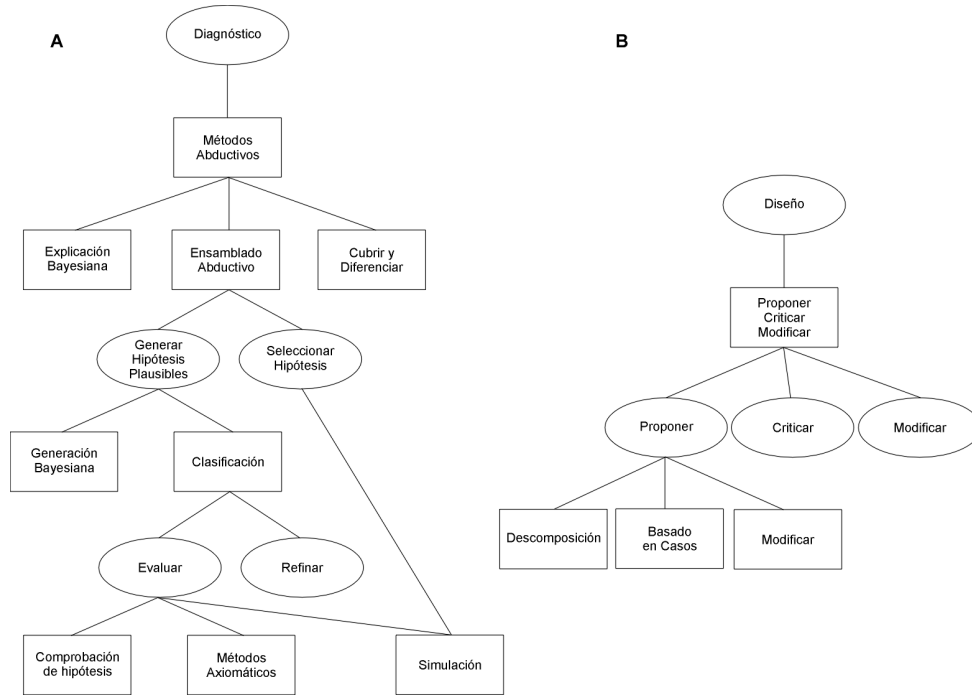 A
Diagnóstico
Métodos
Abductivos
Explicación
Bayesiana
Ensamblado
Abductivo
Cubrir y
Diferenciar
Generar
Hipótesis
Plausibles
Seleccionar
Hipótesis
Generación
Bayesiana
Clasificación
Evaluar
Refinar
Comprobación
de hipótesis
Métodos
Axiomáticos
Simulación
B
Diseño
Proponer
Criticar
Modificar
Proponer
Criticar
Modificar
Descomposición
Basado
en Casos
Modificar